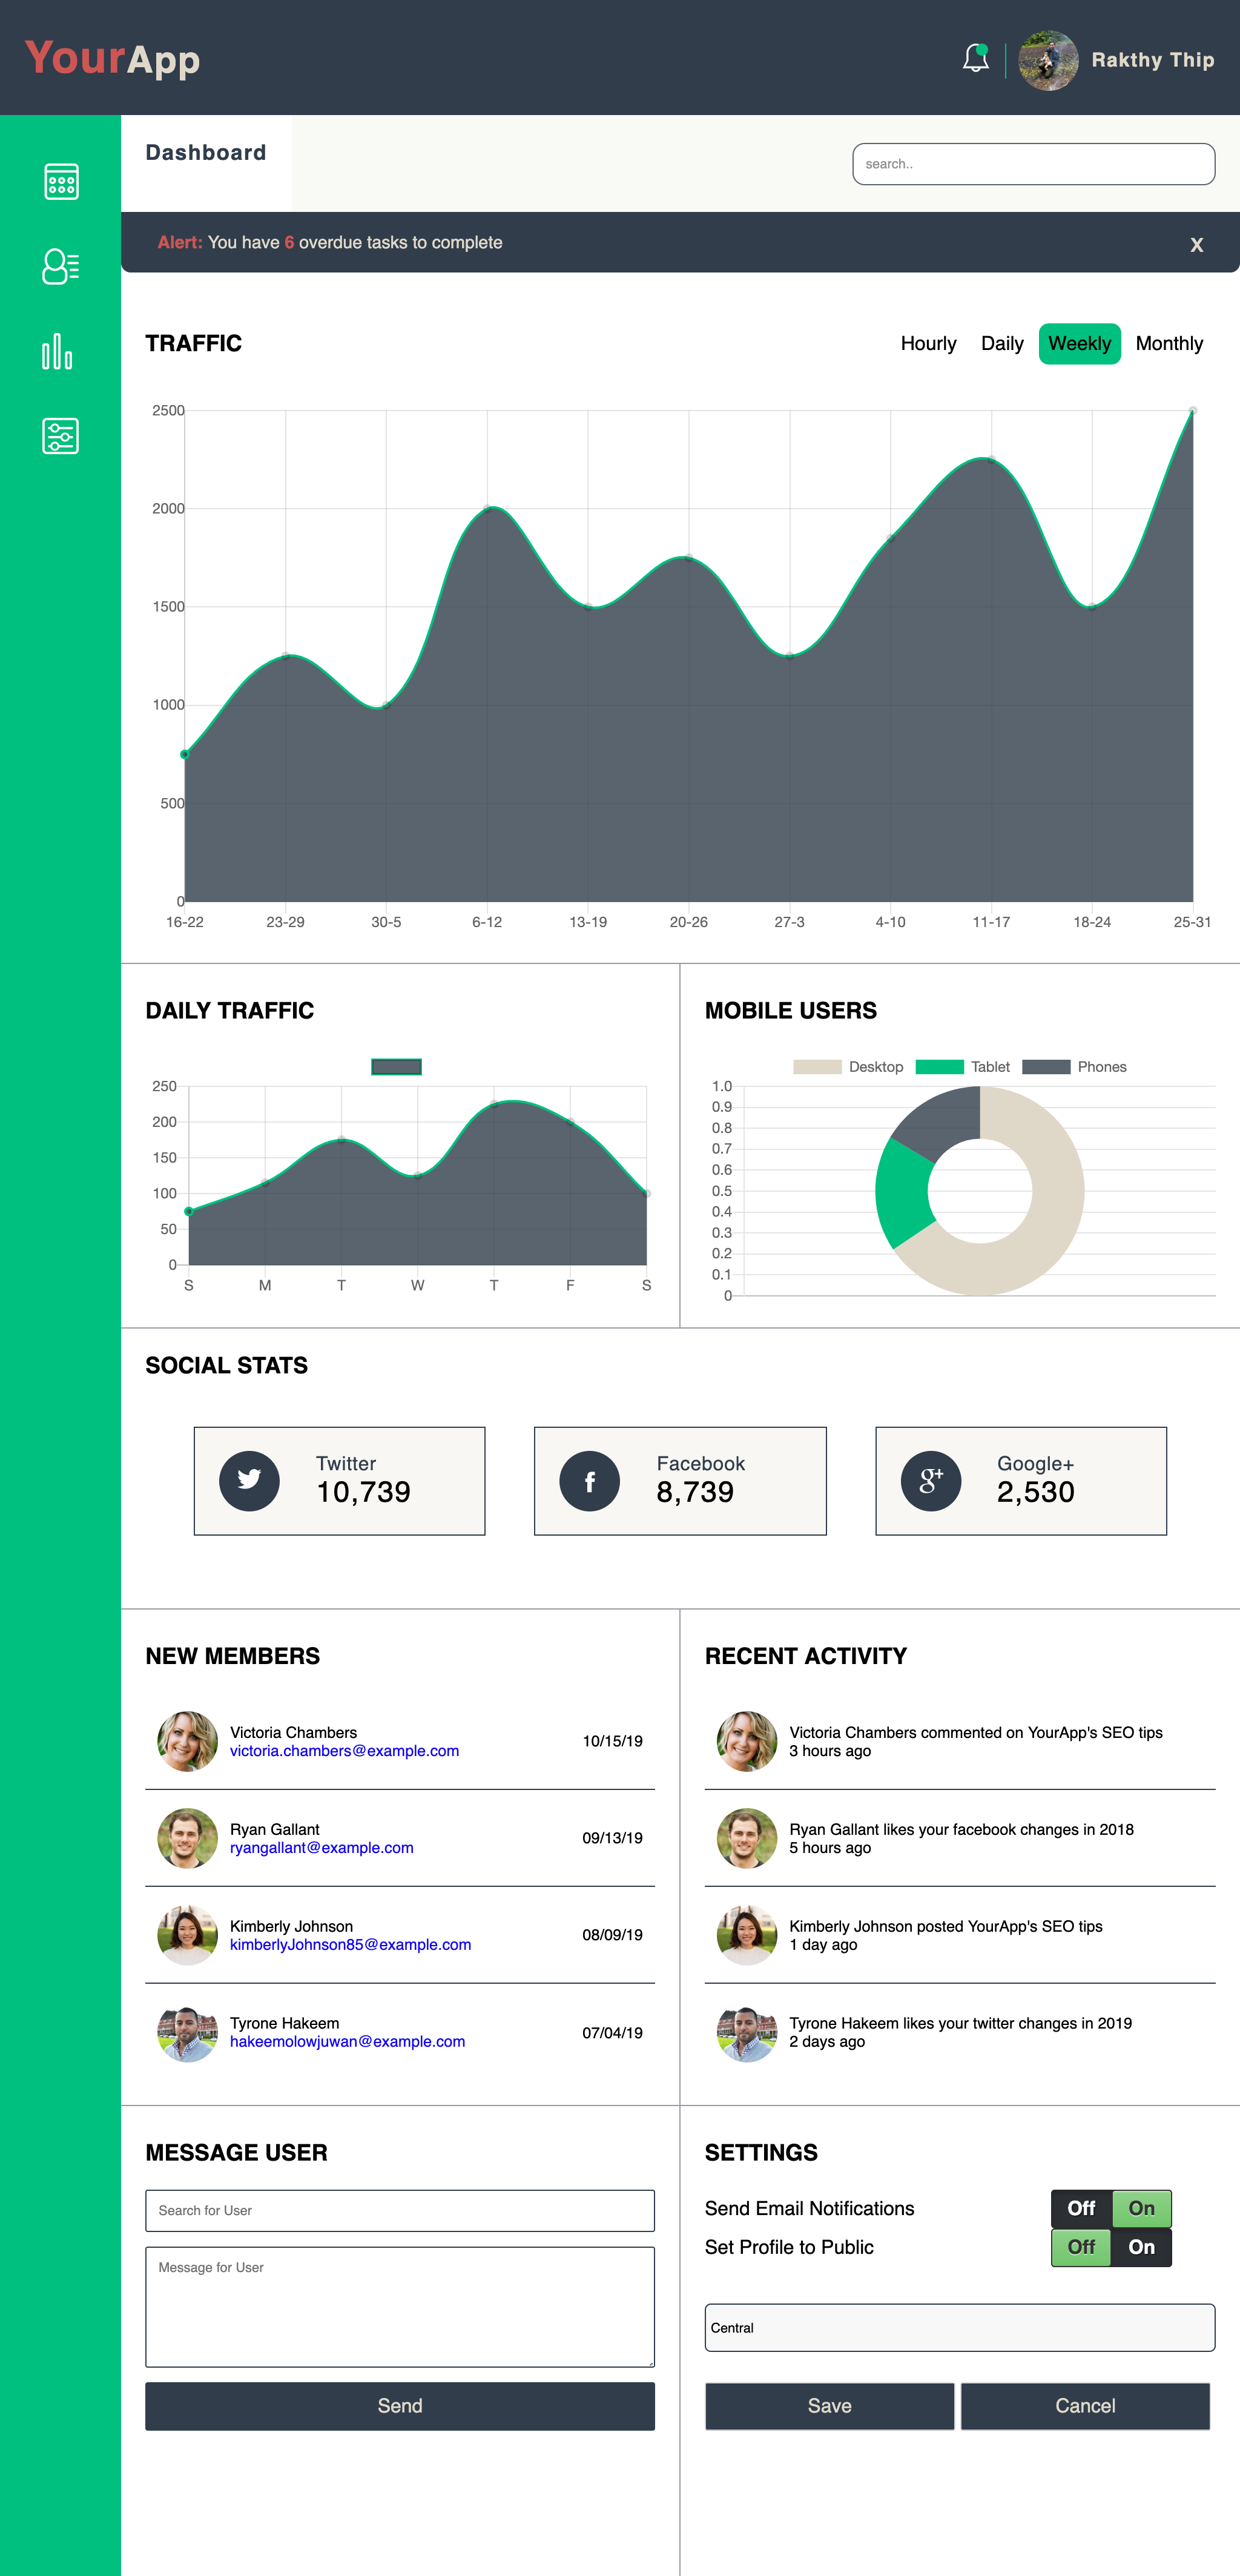 YourApp
Rakthy Thip
Dashboard
search..
Alert: You have 6 overdue tasks to complete
X
TRAFFIC
Hourly Daily Weekly Monthly
2500
2000
1500
1000
500
0
16-22 23-29 30-5 6-12 13-19 20-26 27-3 4-10 11-17 18-24 25-31
DAILY TRAFFIC
250
200
150
100
50
0
S M T W T F S
MOBILE USERS
Desktop Tablet Phones
1.0
0.9
0.8
0.7
0.6
0.5
0.4
0.3
0.2
0.1
0
SOCIAL STATS
Twitter
10,739
f
Facebook
8,739
g+
Google+
2,530
NEW MEMBERS
Victoria Chambers
victoria.chambers@example.com
10/15/19
Ryan Gallant
ryangallant@example.com
09/13/19
Kimberly Johnson
kimberlyJohnson85@example.com
08/09/19
Tyrone Hakeem
hakeemolowjuwan@example.com
07/04/19
RECENT ACTIVITY
Victoria Chambers commented on YourApp's SEO tips
3 hours ago
Ryan Gallant likes your facebook changes in 2018
5 hours ago
Kimberly Johnson posted YourApp's SEO tips
1 day ago
Tyrone Hakeem likes your twitter changes in 2019
2 days ago
MESSAGE USER
Search for User
Message for User
Send
SETTINGS
Send Email Notifications
Off On
Set Profile to Public
Off On
Central
Save Cancel